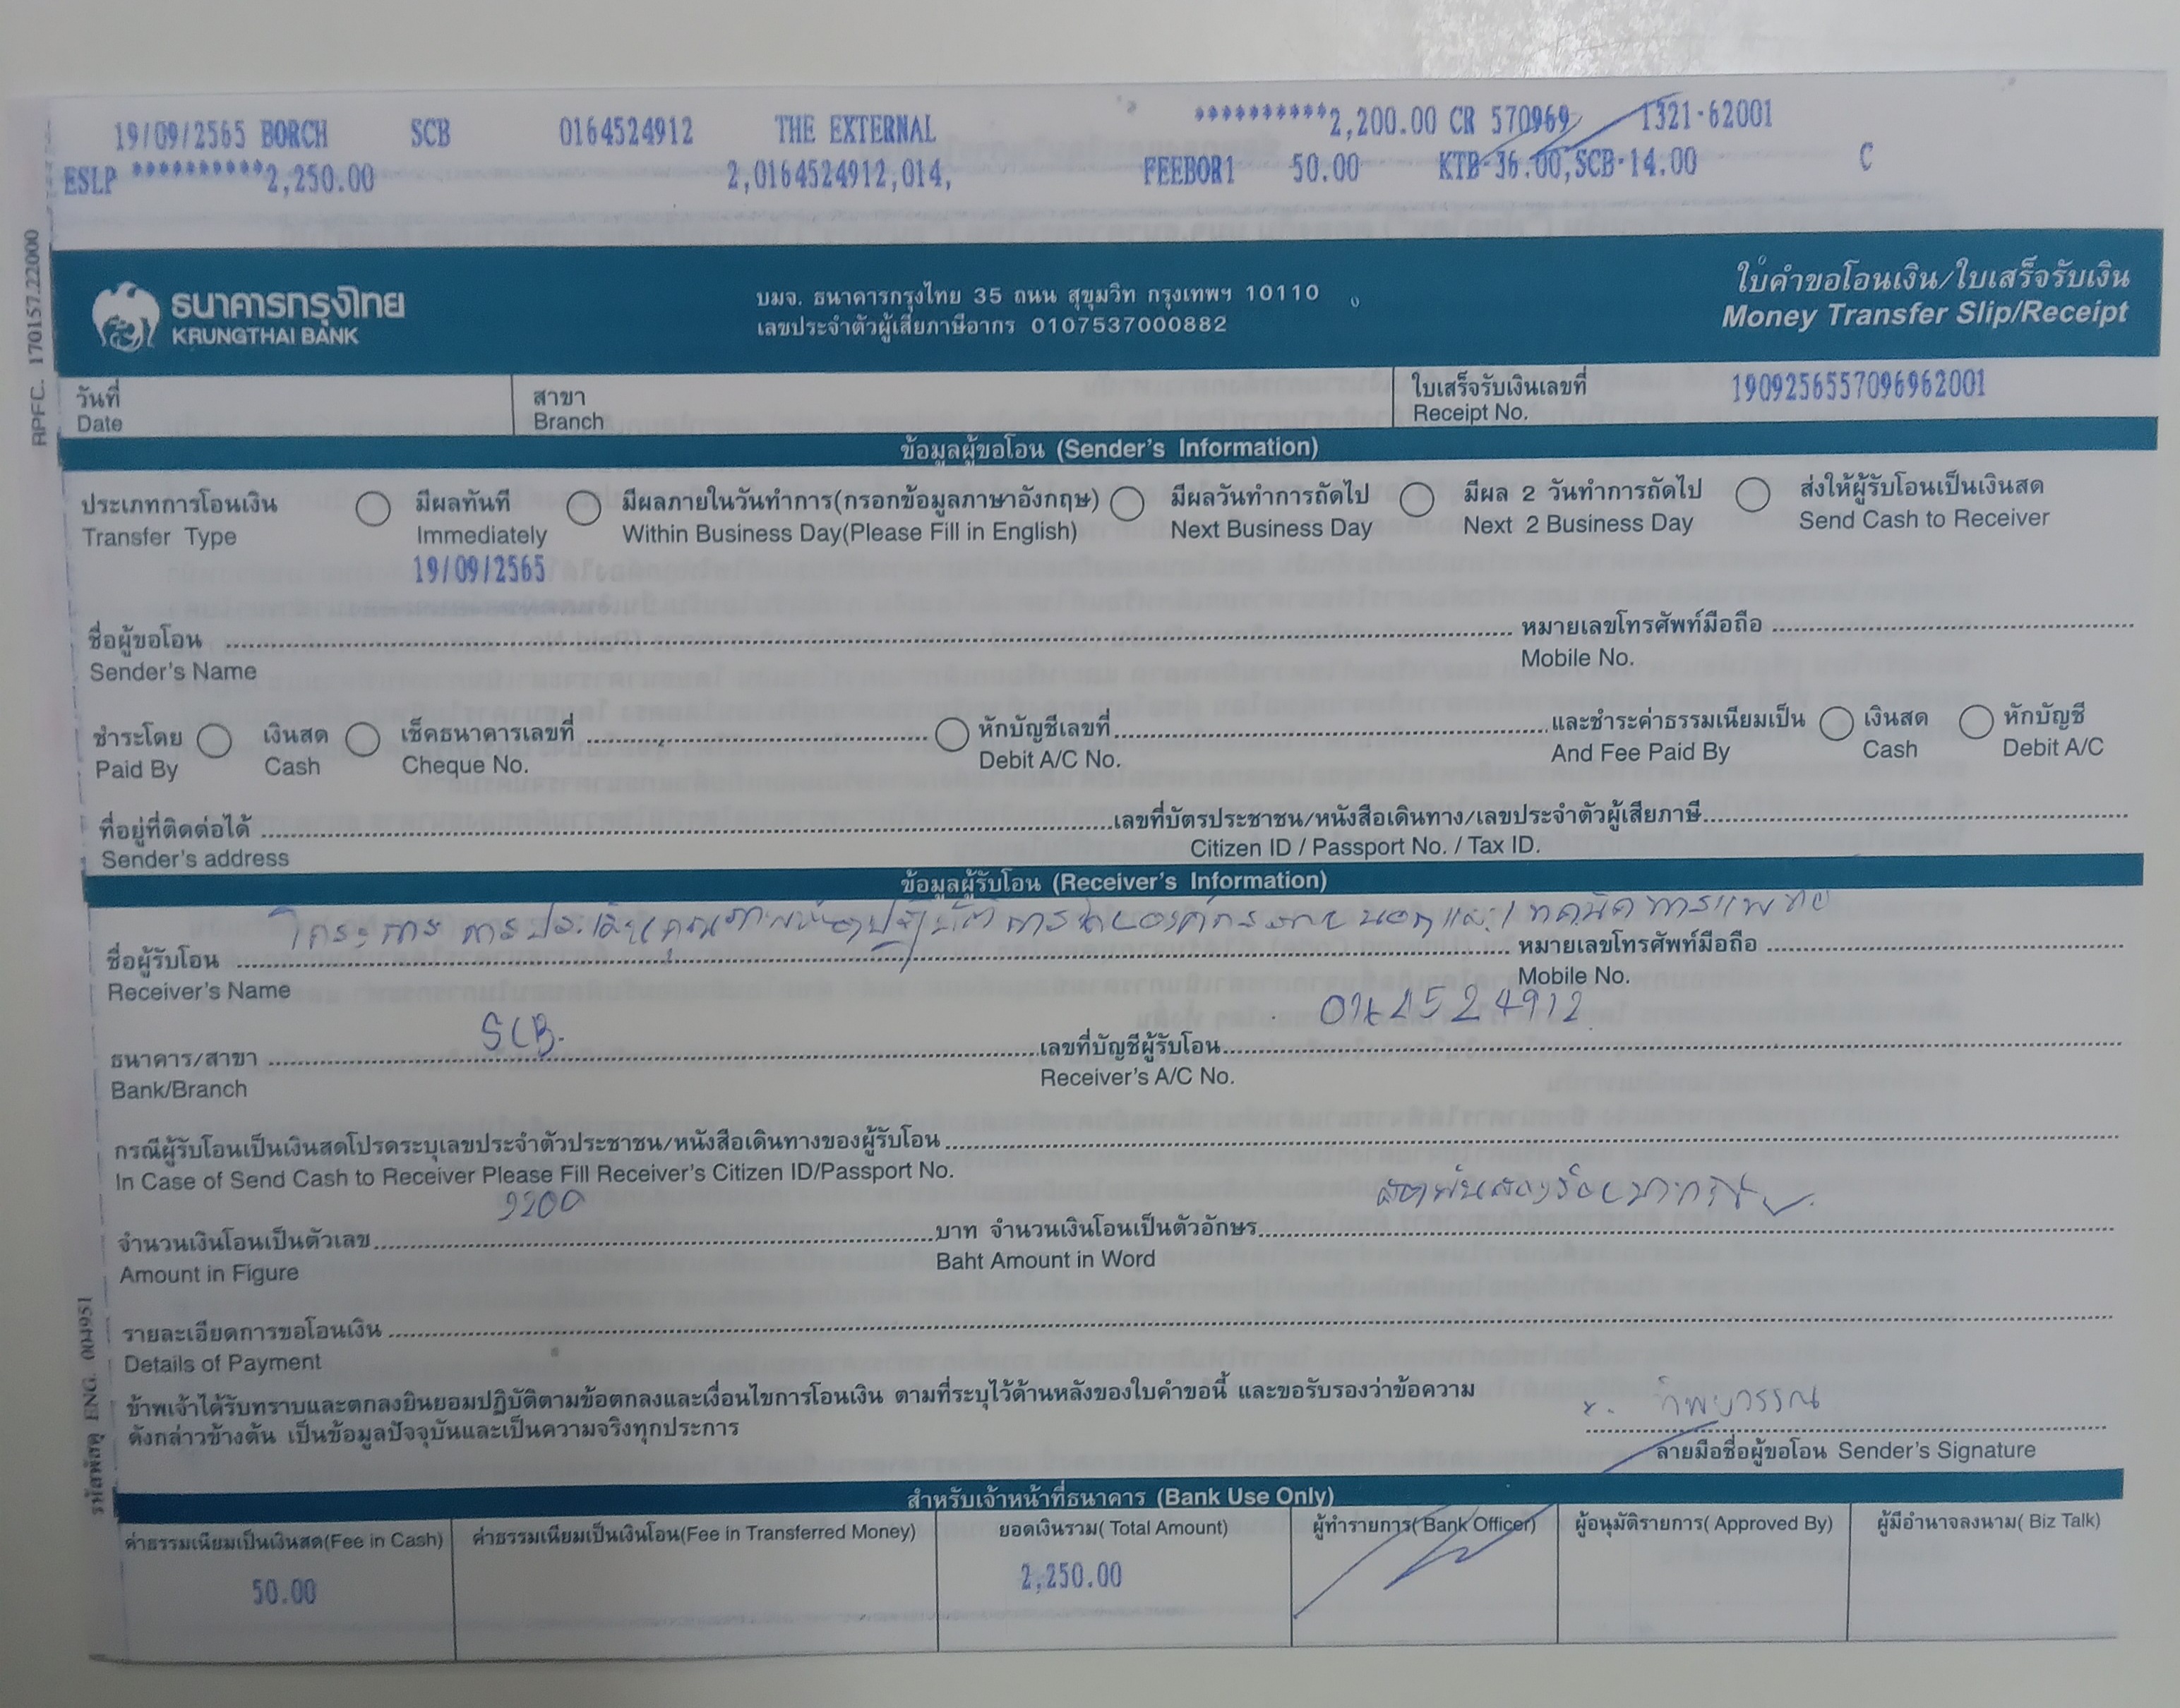 19/09/2565 BORCH SCB 0164524912 THE EXTERNAL **********2,200.00 CR 570969 1321-62001
ESLP **********2,250.00 2,0164524912,014, FEEBOR1 50.00 KTB-36.00,SCB-14.00 C
RPFC. 170157.22000
ธนาคารกรุงไทย
KRUNGTHAI BANK
บมจ. ธนาคารกรุงไทย 35 ถนน สุขุมวิท กรุงเทพฯ 10110
เลขประจำตัวผู้เสียภาษีอากร 0107537000882
ใบคำขอโอนเงิน/ใบเสร็จรับเงิน
Money Transfer Slip/Receipt
วันที่ สาขา ใบเสร็จรับเงินเลขที่ 1909256557096962001
Date Branch Receipt No.
ข้อมูลผู้ขอโอน (Sender's Information)
ประเภทการโอนเงิน มีผลทันที มีผลภายในวันทำการ(กรอกข้อมูลภาษาอังกฤษ) มีผลวันทำการถัดไป มีผล 2 วันทำการถัดไป ส่งให้ผู้รับโอนเป็นเงินสด
Transfer Type Immediately Within Business Day(Please Fill in English) Next Business Day Next 2 Business Day Send Cash to Receiver
19/09/2565
ชื่อผู้ขอโอน หมายเลขโทรศัพท์มือถือ
Sender's Name Mobile No.
ชำระโดย เงินสด เช็คธนาคารเลขที่ หักบัญชีเลขที่ และชำระค่าธรรมเนียมเป็น เงินสด หักบัญชี
Paid By Cash Cheque No. Debit A/C No. And Fee Paid By Cash Debit A/C
ที่อยู่ที่ติดต่อได้ เลขที่บัตรประชาชน/หนังสือเดินทาง/เลขประจำตัวผู้เสียภาษี
Sender's address Citizen ID / Passport No. / Tax ID.
ข้อมูลผู้รับโอน (Receiver's Information)
โครงการ การประเมินคุณภาพห้องปฏิบัติการโดยองค์กรภายนอกและเทคนิคการแพทย์
ชื่อผู้รับโอน หมายเลขโทรศัพท์มือถือ
Receiver's Name Mobile No.
SCB. 0164524912
ธนาคาร/สาขา เลขที่บัญชีผู้รับโอน
Bank/Branch Receiver's A/C No.
กรณีผู้รับโอนเป็นเงินสดโปรดระบุเลขประจำตัวประชาชน/หนังสือเดินทางของผู้รับโอน
In Case of Send Cash to Receiver Please Fill Receiver's Citizen ID/Passport No.
2200 สองพันสองร้อยบาทถ้วน
จำนวนเงินโอนเป็นตัวเลข บาท จำนวนเงินโอนเป็นตัวอักษร
Amount in Figure Baht Amount in Word
รายละเอียดการขอโอนเงิน
Details of Payment
ข้าพเจ้าได้รับทราบและตกลงยินยอมปฏิบัติตามข้อตกลงและเงื่อนไขการโอนเงิน ตามที่ระบุไว้ด้านหลังของใบคำขอนี้ และขอรับรองว่าข้อความ
ดังกล่าวข้างต้น เป็นข้อมูลปัจจุบันและเป็นความจริงทุกประการ
x. ทิพยวรรณ
ลายมือชื่อผู้ขอโอน Sender's Signature
รหัสพัสดุ ENG. 004951
สำหรับเจ้าหน้าที่ธนาคาร (Bank Use Only)
ค่าธรรมเนียมเป็นเงินสด(Fee in Cash) ค่าธรรมเนียมเป็นเงินโอน(Fee in Transferred Money) ยอดเงินรวม( Total Amount) ผู้ทำรายการ( Bank Officer) ผู้อนุมัติรายการ( Approved By) ผู้มีอำนาจลงนาม( Biz Talk)
50.00 2,250.00